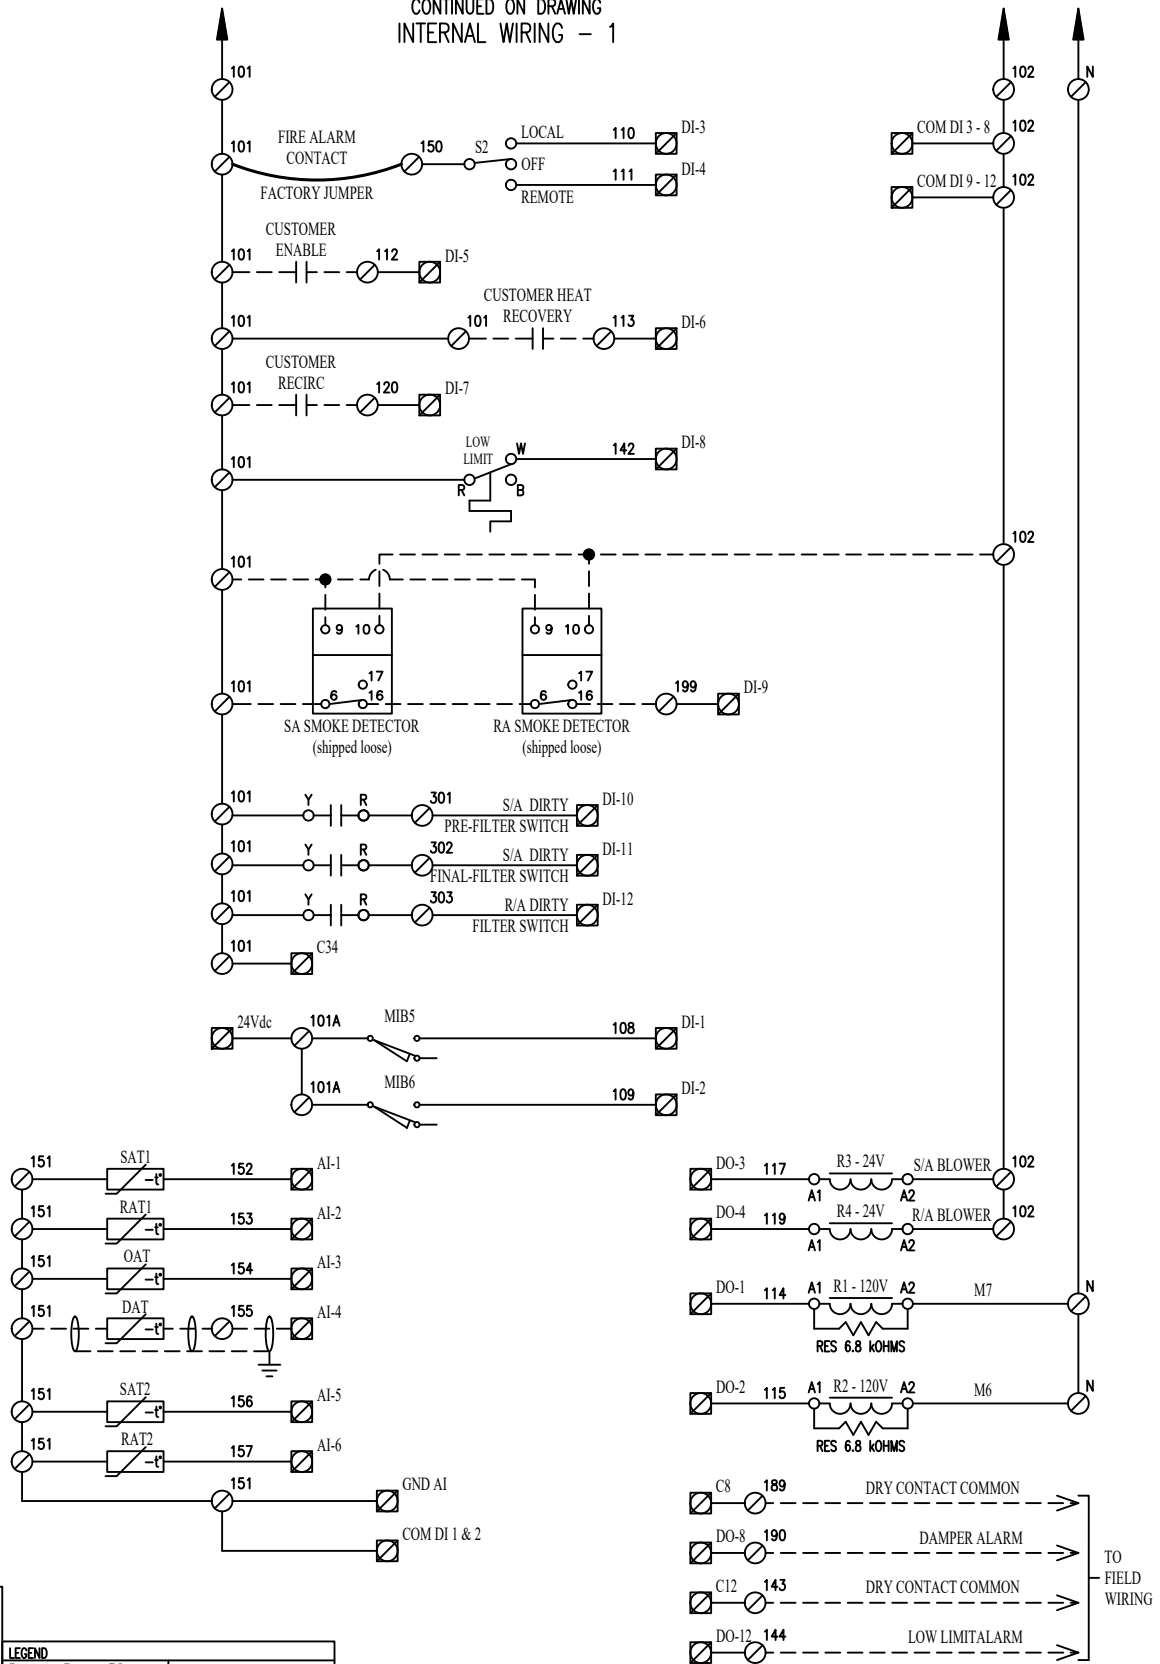 CONTINUED ON DRAWING
INTERNAL WIRING – 1
101
102
N
101
FIRE ALARM
CONTACT
FACTORY JUMPER
150
S2
LOCAL
OFF
REMOTE
110
DI-3
111
DI-4
COM DI 3 - 8
102
COM DI 9 - 12
102
CUSTOMER
ENABLE
101
112
DI-5
101
101
CUSTOMER HEAT
RECOVERY
113
DI-6
CUSTOMER
RECIRC
101
120
DI-7
101
LOW
LIMIT
W
R
B
142
DI-8
101
102
9 10
17
6 16
9 10
17
6 16
101
199
DI-9
SA SMOKE DETECTOR
(shipped loose)
RA SMOKE DETECTOR
(shipped loose)
101
Y
R
301
S/A DIRTY
PRE-FILTER SWITCH
DI-10
101
Y
R
302
S/A DIRTY
FINAL-FILTER SWITCH
DI-11
101
Y
R
303
R/A DIRTY
FILTER SWITCH
DI-12
101
C34
24Vdc
101A
MIB5
108
DI-1
101A
MIB6
109
DI-2
151
SAT1
-t°
152
AI-1
151
RAT1
-t°
153
AI-2
151
OAT
-t°
154
AI-3
151
DAT
-t°
155
AI-4
151
SAT2
-t°
156
AI-5
151
RAT2
-t°
157
AI-6
151
GND AI
COM DI 1 & 2
DO-3
117
A1
R3 - 24V
A2
S/A BLOWER
102
DO-4
119
A1
R4 - 24V
A2
R/A BLOWER
102
DO-1
114
A1
R1 - 120V
A2
M7
N
RES 6.8 kOHMS
DO-2
115
A1
R2 - 120V
A2
M6
N
RES 6.8 kOHMS
C8
189
DRY CONTACT COMMON
DO-8
190
DAMPER ALARM
C12
143
DRY CONTACT COMMON
DO-12
144
LOW LIMITALARM
TO
FIELD
WIRING
LEGEND